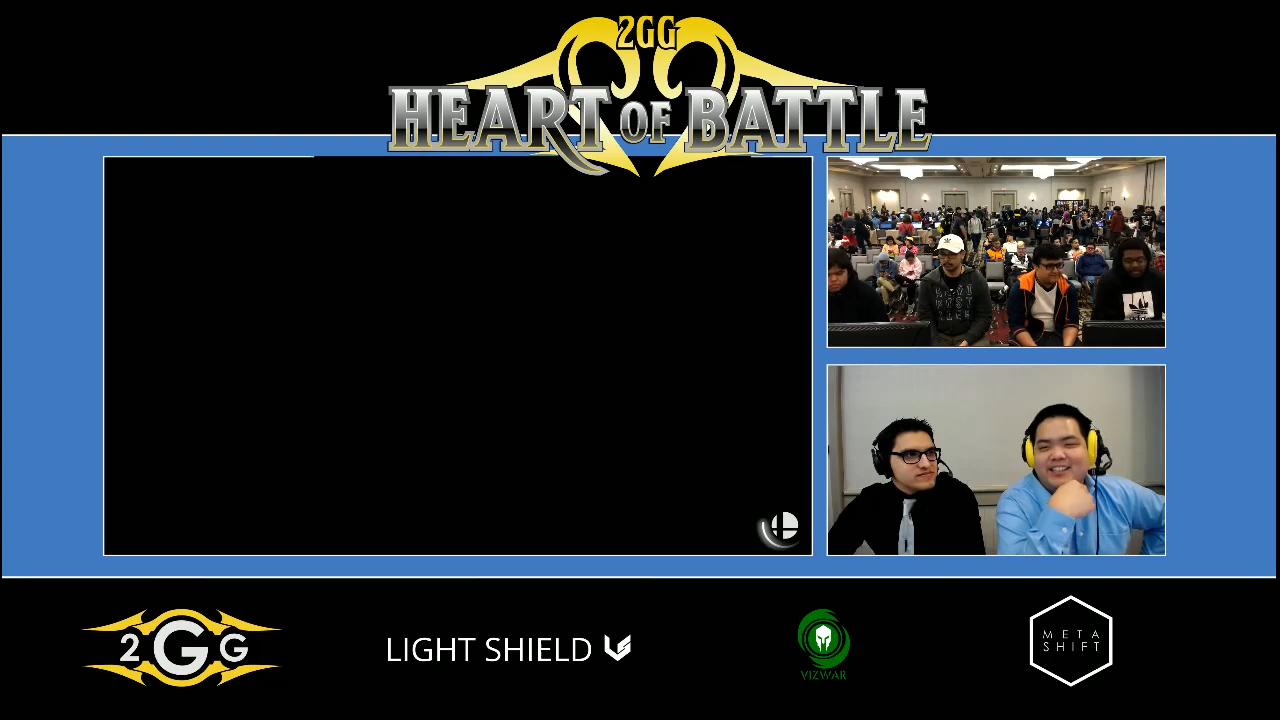 2GG
HEART OF BATTLE
2GG
LIGHT SHIELD
VIZWAR
META
SHIFT